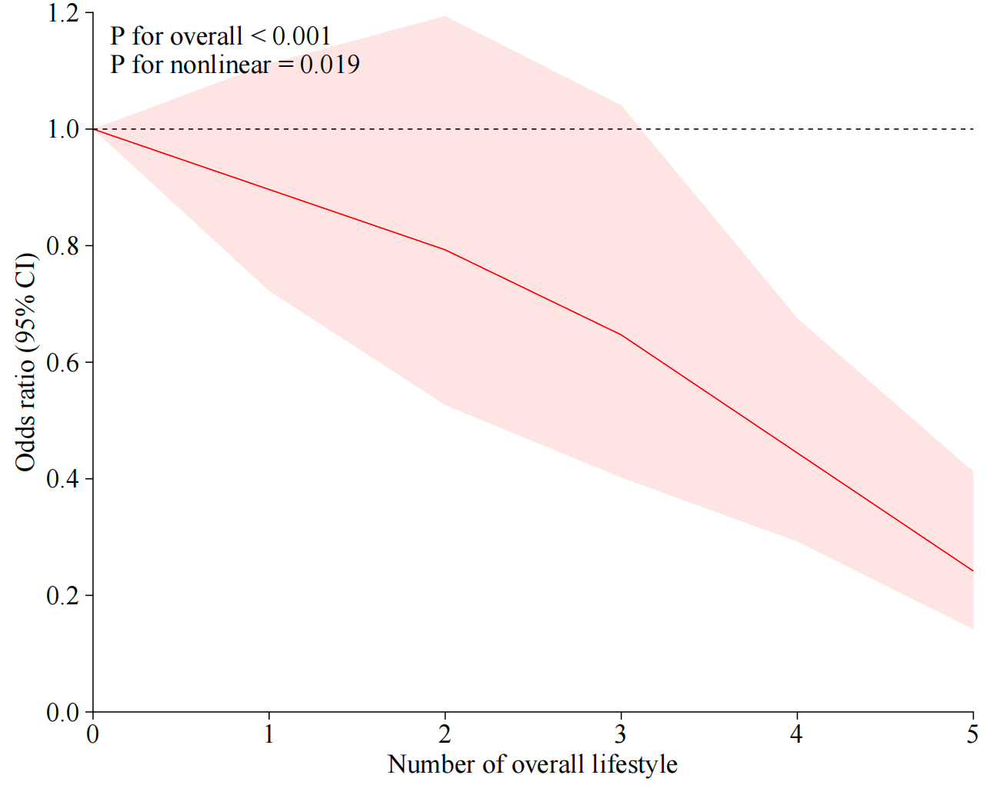 P for overall < 0.001
P for nonlinear = 0.019
Odds ratio (95% CI)
1.2
1.0
0.8
0.6
0.4
0.2
0.0
0 1 2 3 4 5
Number of overall lifestyle